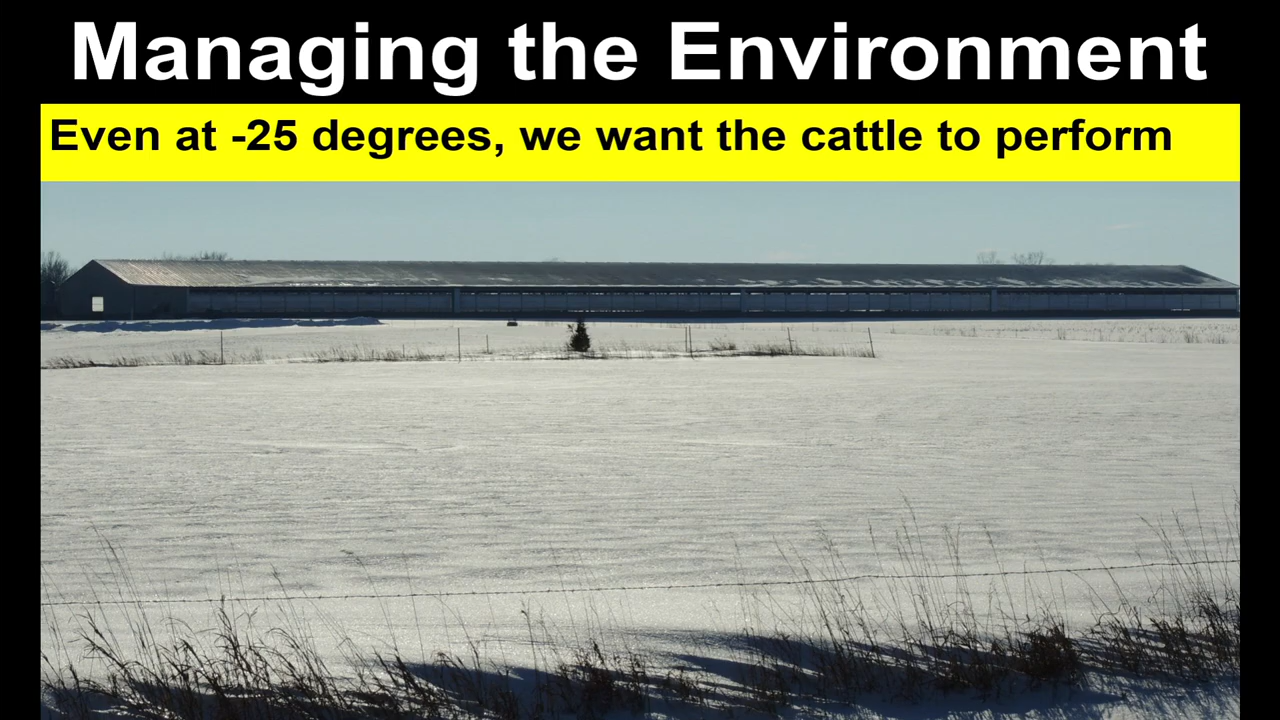 Managing the Environment
Even at -25 degrees, we want the cattle to perform